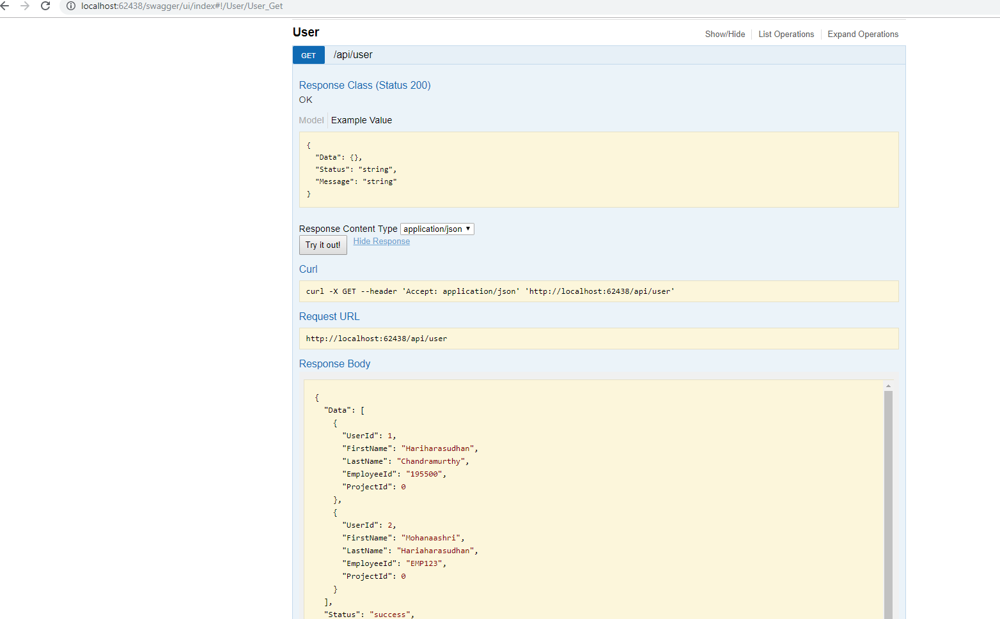 localhost:62438/swagger/ui/index#!/User/User_Get
User
Show/Hide
List Operations
Expand Operations
GET
/api/user
Response Class (Status 200)
OK
Model
Example Value
{
"Data": {},
"Status": "string",
"Message": "string"
}
Response Content Type application/json
Try it out!
Hide Response
Curl
curl -X GET --header 'Accept: application/json' 'http://localhost:62438/api/user'
Request URL
http://localhost:62438/api/user
Response Body
{
"Data": [
{
"UserId": 1,
"FirstName": "Hariharasudhan",
"LastName": "Chandramurthy",
"EmployeeId": "195500",
"ProjectId": 0
},
{
"UserId": 2,
"FirstName": "Mohanaashri",
"LastName": "Hariaharasudhan",
"EmployeeId": "EMP123",
"ProjectId": 0
}
],
"Status": "success",